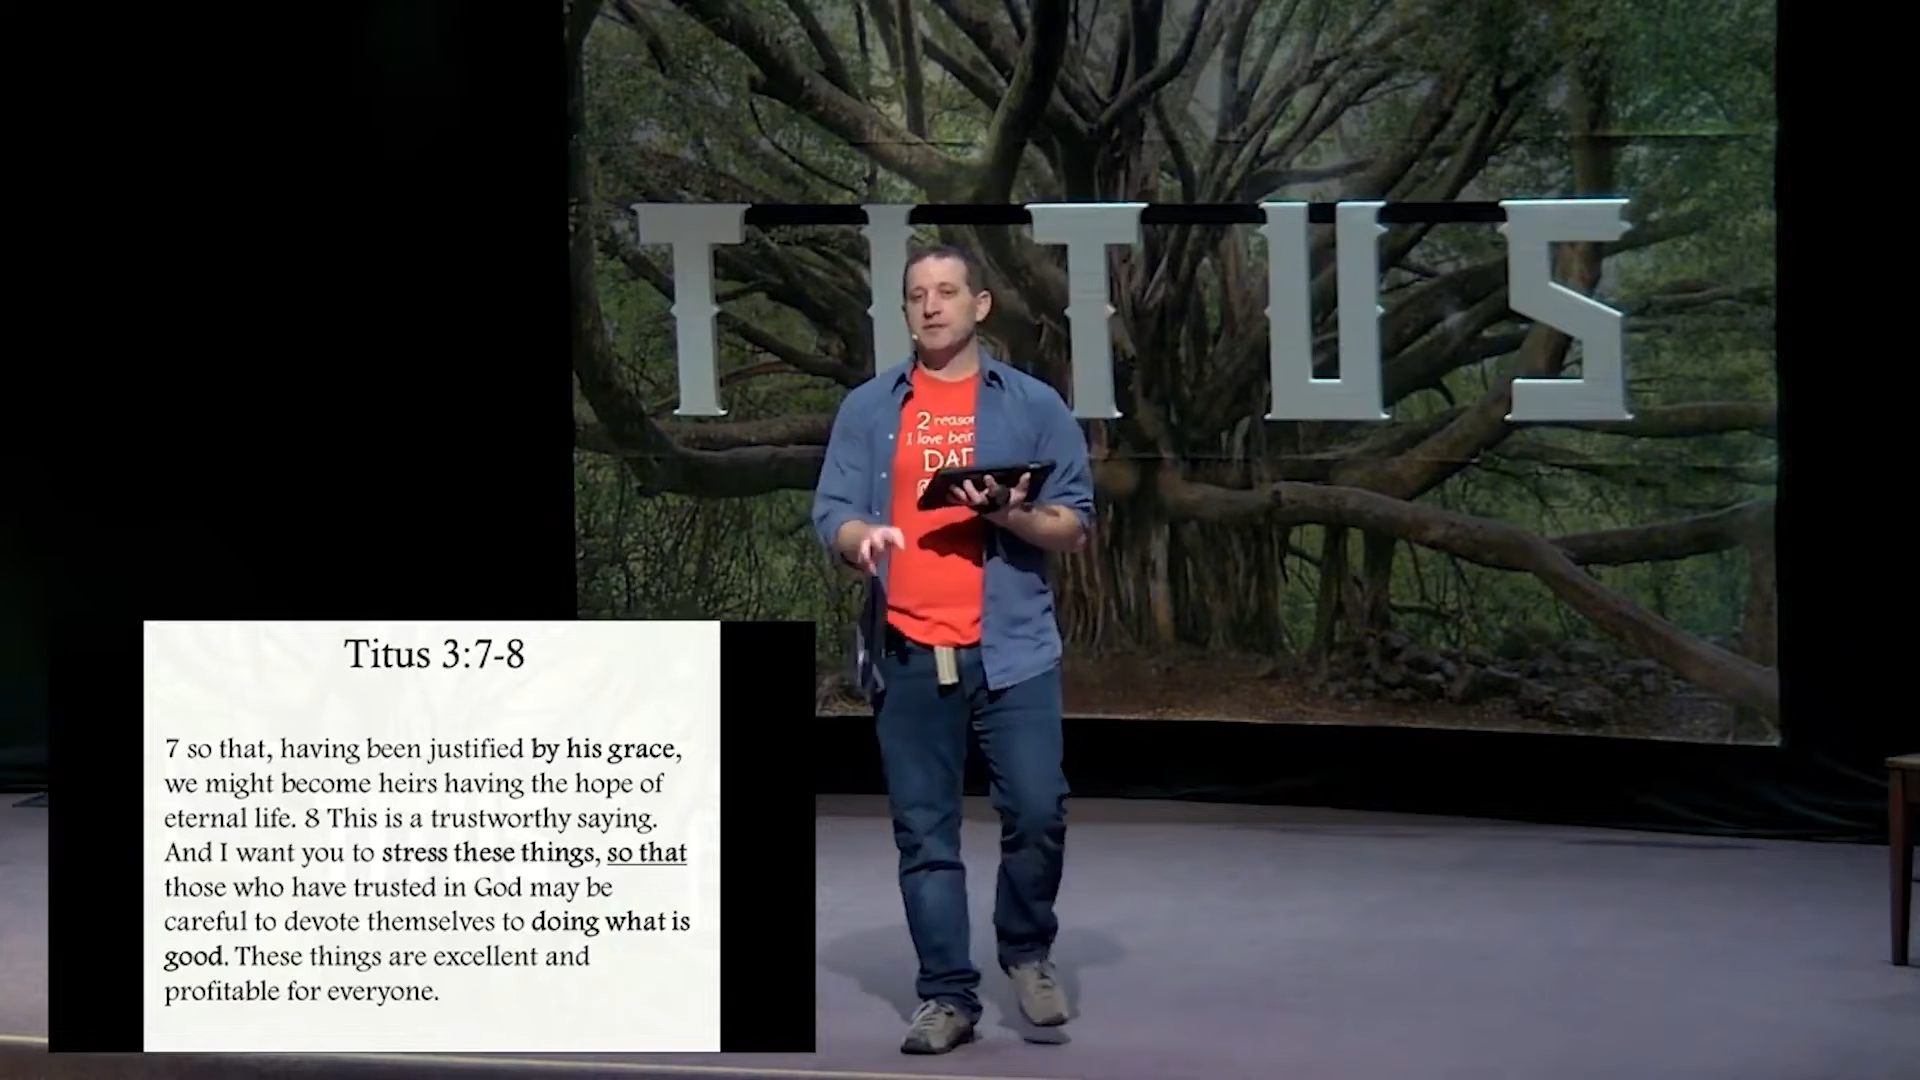 TITUS
2 reason
I love bein
DAD
Titus 3:7-8
7 so that, having been justified by his grace,
we might become heirs having the hope of
eternal life. 8 This is a trustworthy saying.
And I want you to stress these things, so that
those who have trusted in God may be
careful to devote themselves to doing what is
good. These things are excellent and
profitable for everyone.